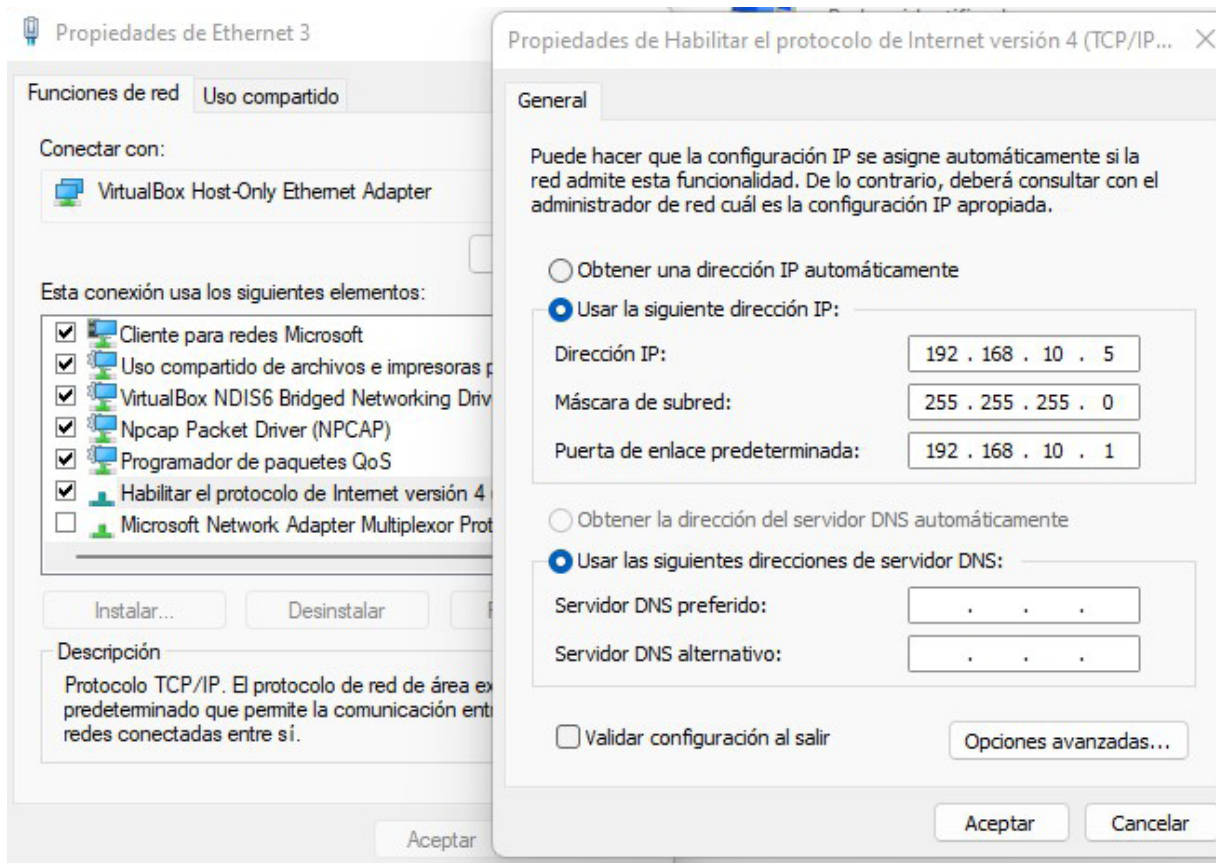 Propiedades de Ethernet 3
Funciones de red
Uso compartido
Conectar con:
VirtualBox Host-Only Ethernet Adapter
Esta conexión usa los siguientes elementos:
Cliente para redes Microsoft
Uso compartido de archivos e impresoras
VirtualBox NDIS6 Bridged Networking
Npcap Packet Driver (NPCAP)
Programador de paquetes QoS
Habilitar el protocolo de Internet versión 4
Microsoft Network Adapter Multiplexor
Instalar...
Desinstalar
Descripción
Protocolo TCP/IP. El protocolo de red de área
predeterminado que permite la comunicación
redes conectadas entre sí.
Aceptar
Propiedades de Habilitar el protocolo de Internet versión 4 (TCP/IP...
General
Puede hacer que la configuración IP se asigne automáticamente si la
red admite esta funcionalidad. De lo contrario, deberá consultar con el
administrador de red cuál es la configuración IP apropiada.
Obtener una dirección IP automáticamente
Usar la siguiente dirección IP:
Dirección IP: 192 . 168 . 10 . 5
Máscara de subred: 255 . 255 . 255 . 0
Puerta de enlace predeterminada: 192 . 168 . 10 . 1
Obtener la dirección del servidor DNS automáticamente
Usar las siguientes direcciones de servidor DNS:
Servidor DNS preferido: . . .
Servidor DNS alternativo: . . .
Validar configuración al salir
Opciones avanzadas...
Aceptar
Cancelar